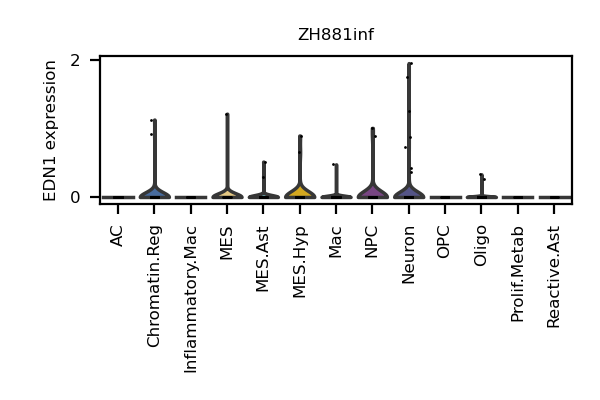 ZH881inf
EDN1 expression
2
0
AC
Chromatin.Reg
Inflammatory.Mac
MES
MES.Ast
MES.Hyp
Mac
NPC
Neuron
OPC
Oligo
Prolif.Metab
Reactive.Ast